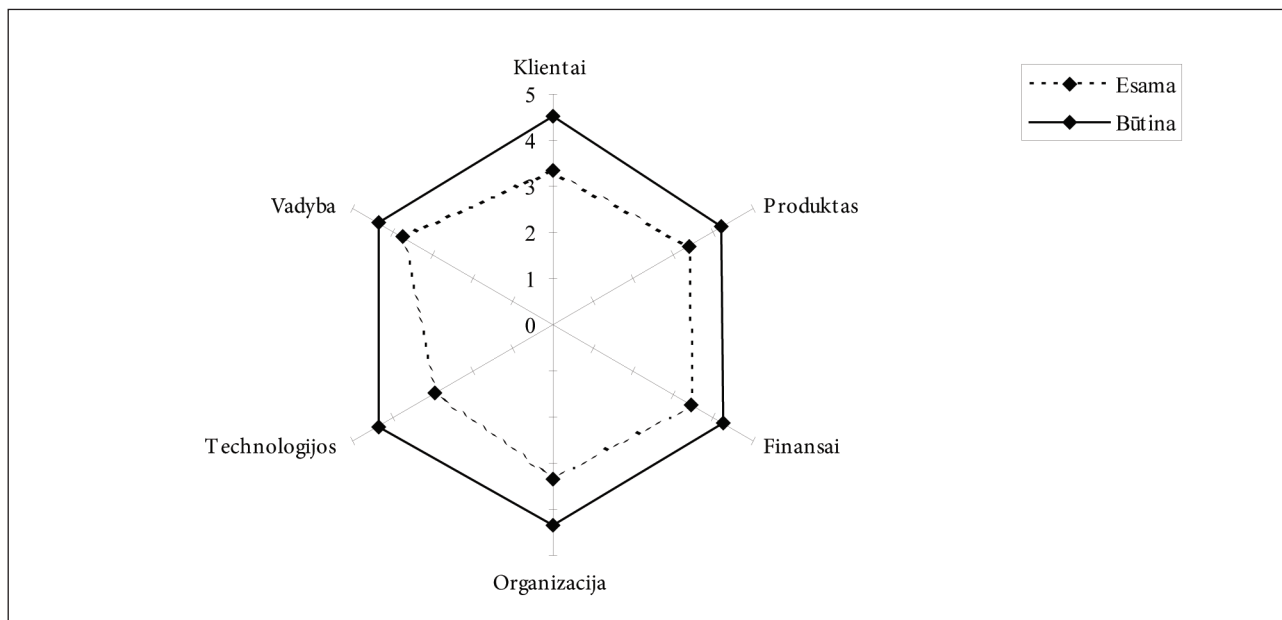 Klientai
5
4
3
2
1
0
Produktas
Finansai
Organizacija
Technologijos
Vadyba
Esama
Būtina